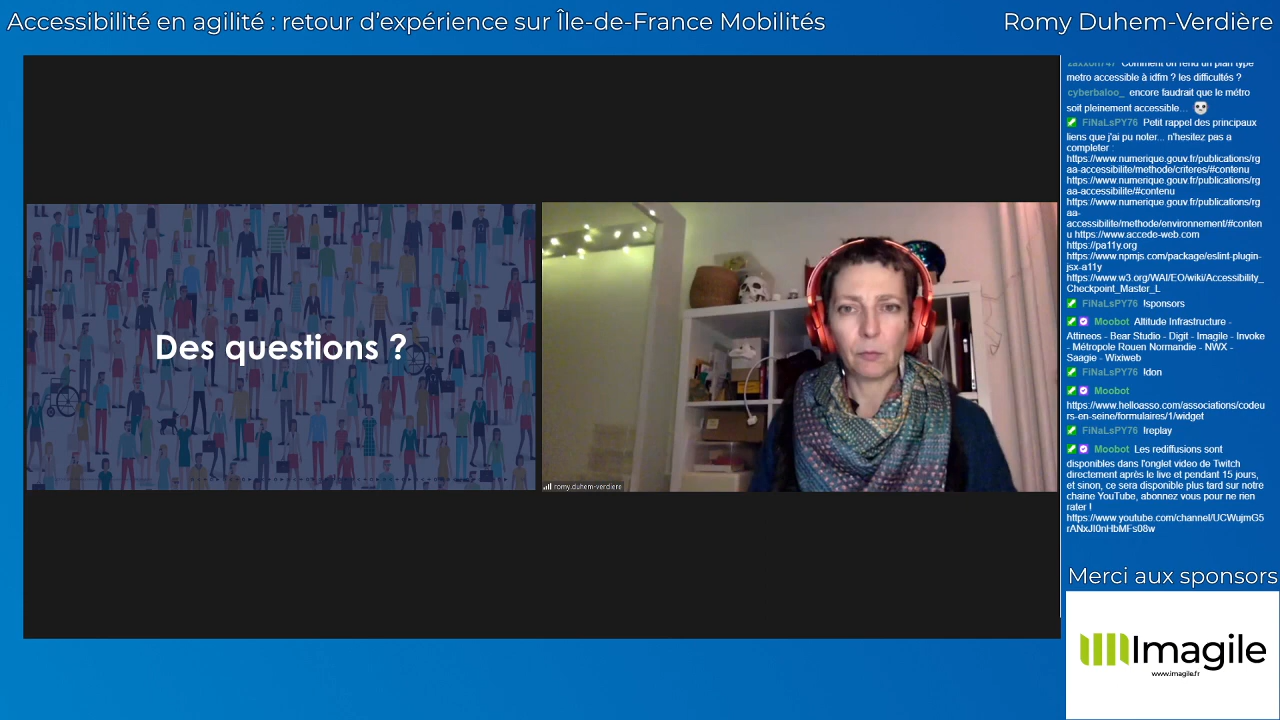 Accessibilité en agilité : retour d’expérience sur Île-de-France Mobilités
Romy Duhem-Verdière
Des questions ?
romy.duhem-verdiere
Comment on rend un plan type
metro accessible à idfm ? les difficultés ?
cyberbaloo_ encore faudrait que le métro
soit pleinement accessible...
FiNaLsPY76 Petit rappel des principaux
liens que j'ai pu noter... n'hesitez pas a
completer :
https://www.numerique.gouv.fr/publications/rg
aa-accessibilite/methode/criteres/#contenu
https://www.numerique.gouv.fr/publications/rg
aa-accessibilite/#contenu
https://www.numerique.gouv.fr/publications/rg
aa-
accessibilite/methode/environnement/#conten
u https://www.accede-web.com
https://pa11y.org
https://www.npmjs.com/package/eslint-plugin-
jsx-a11y
https://www.w3.org/WAI/EO/wiki/Accessibility_
Checkpoint_Master_L
FiNaLsPY76 !sponsors
Moobot Altitude Infrastructure -
Attineos - Bear Studio - Digit - Imagile - Invoke
- Métropole Rouen Normandie - NWX -
Saagie - Wixiweb
FiNaLsPY76 !don
Moobot
https://www.helloasso.com/associations/codeu
rs-en-seine/formulaires/1/widget
FiNaLsPY76 !replay
Moobot Les rediffusions sont
disponibles dans l'onglet video de Twitch
directement après le live et pendant 15 jours,
et sinon, ce sera disponible plus tard sur notre
chaine YouTube, abonnez vous pour ne rien
rater !
https://www.youtube.com/channel/UCWujmG5
rANxJI0nHbMFs08w
Merci aux sponsors
Imagile
www.imagile.fr